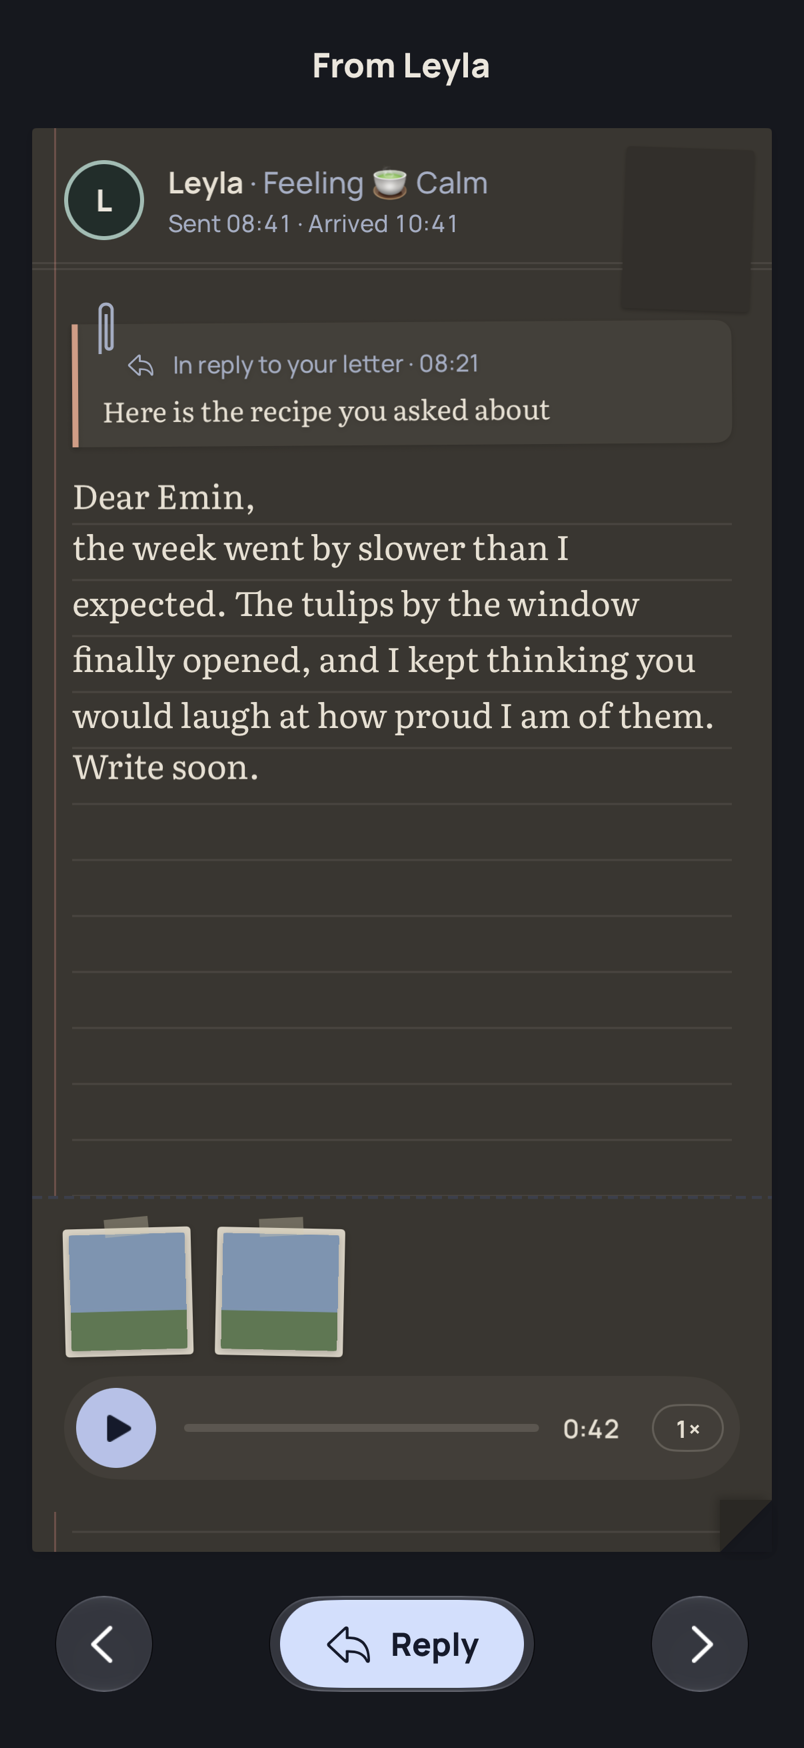 From Leyla
L
Leyla · Feeling 🍵 Calm
Sent 08:41 · Arrived 10:41
In reply to your letter · 08:21
Here is the recipe you asked about
Dear Emin,
the week went by slower than I
expected. The tulips by the window
finally opened, and I kept thinking you
would laugh at how proud I am of them.
Write soon.
0:42
1×
Reply